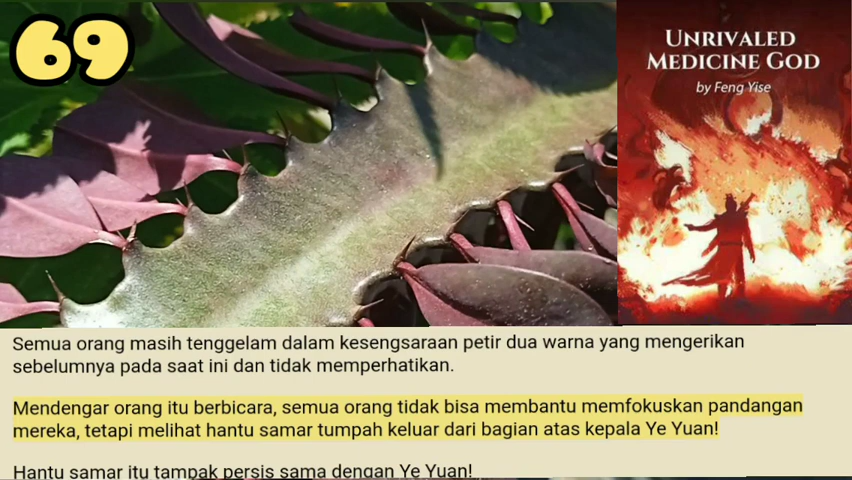 69
UNRIVALED
MEDICINE GOD
by Feng Yise
Semua orang masih tenggelam dalam kesengsaraan petir dua warna yang mengerikan
sebelumnya pada saat ini dan tidak memperhatikan.
Mendengar orang itu berbicara, semua orang tidak bisa membantu memfokuskan pandangan
mereka, tetapi melihat hantu samar tumpah keluar dari bagian atas kepala Ye Yuan!
Hantu samar itu tampak persis sama dengan Ye Yuan!